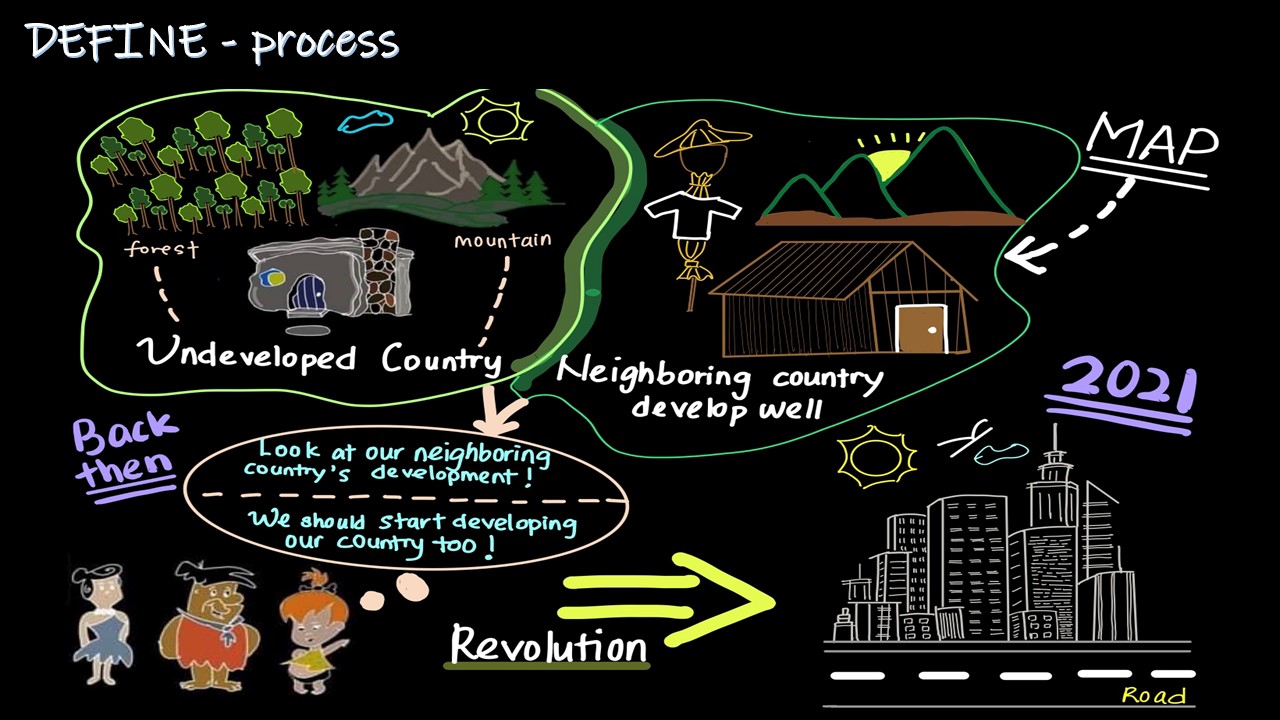 DEFINE - process
MAP
forest
mountain
Undeveloped Country
Neighboring country
develop well
2021
Back
then
Look at our neighboring
country's development!
We should start developing
our country too!
Revolution
Road